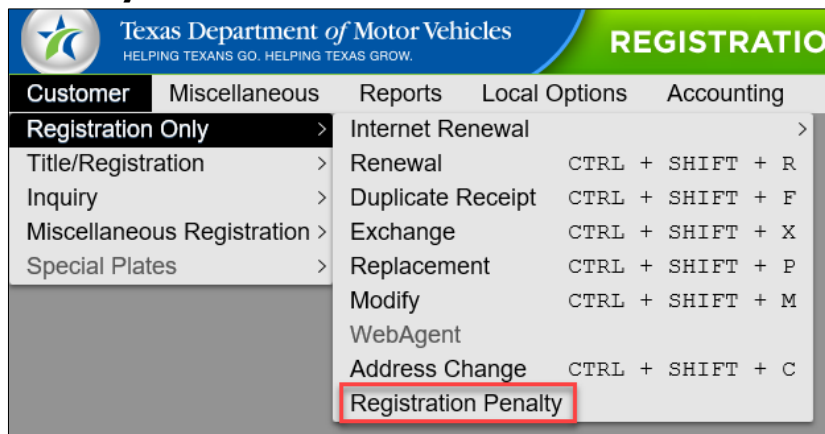 Texas Department of Motor Vehicles
HELPING TEXANS GO. HELPING TEXAS GROW.
REGISTRATIO
Customer Miscellaneous Reports Local Options Accounting
Registration Only > Internet Renewal >
Title/Registration > Renewal CTRL + SHIFT + R
Inquiry > Duplicate Receipt CTRL + SHIFT + F
Miscellaneous Registration > Exchange CTRL + SHIFT + X
Special Plates > Replacement CTRL + SHIFT + P
Modify CTRL + SHIFT + M
WebAgent
Address Change CTRL + SHIFT + C
Registration Penalty